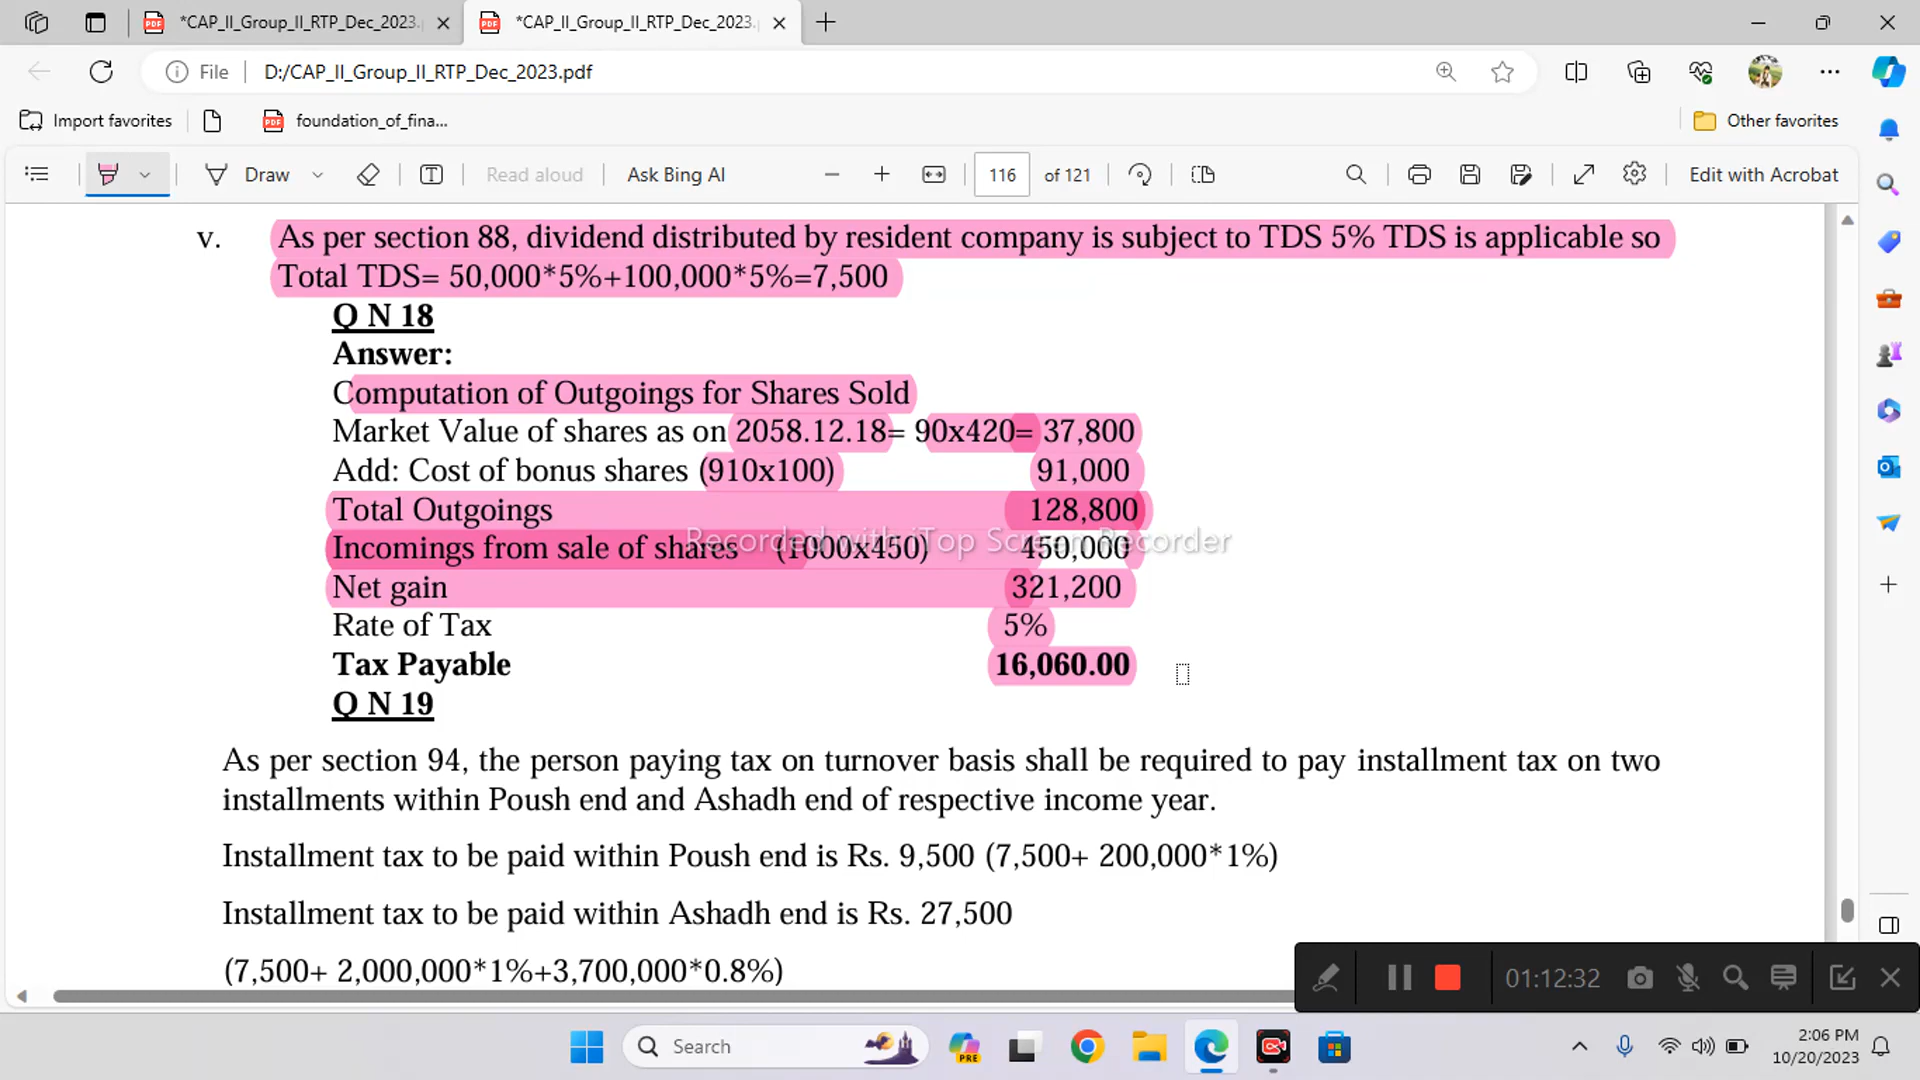 *CAP_II_Group_II_RTP_Dec_2023.
*CAP_II_Group_II_RTP_Dec_2023.
File
D:/CAP_II_Group_II_RTP_Dec_2023.pdf
Import favorites
foundation_of_fina...
Other favorites
Draw
Read aloud
Ask Bing AI
116 of 121
Edit with Acrobat
v. As per section 88, dividend distributed by resident company is subject to TDS 5% TDS is applicable so
Total TDS= 50,000*5%+100,000*5%=7,500
Q N 18
Answer:
Computation of Outgoings for Shares Sold
Market Value of shares as on 2058.12.18= 90x420= 37,800
Add: Cost of bonus shares (910x100) 91,000
Total Outgoings 128,800
Recorded with iTop Screen Recorder
Incomings from sale of shares (1000x450) 450,000
Net gain 321,200
Rate of Tax 5%
Tax Payable 16,060.00
Q N 19
As per section 94, the person paying tax on turnover basis shall be required to pay installment tax on two
installments within Poush end and Ashadh end of respective income year.
Installment tax to be paid within Poush end is Rs. 9,500 (7,500+ 200,000*1%)
Installment tax to be paid within Ashadh end is Rs. 27,500
(7,500+ 2,000,000*1%+3,700,000*0.8%)
01:12:32
Search
PRE
2:06 PM
10/20/2023